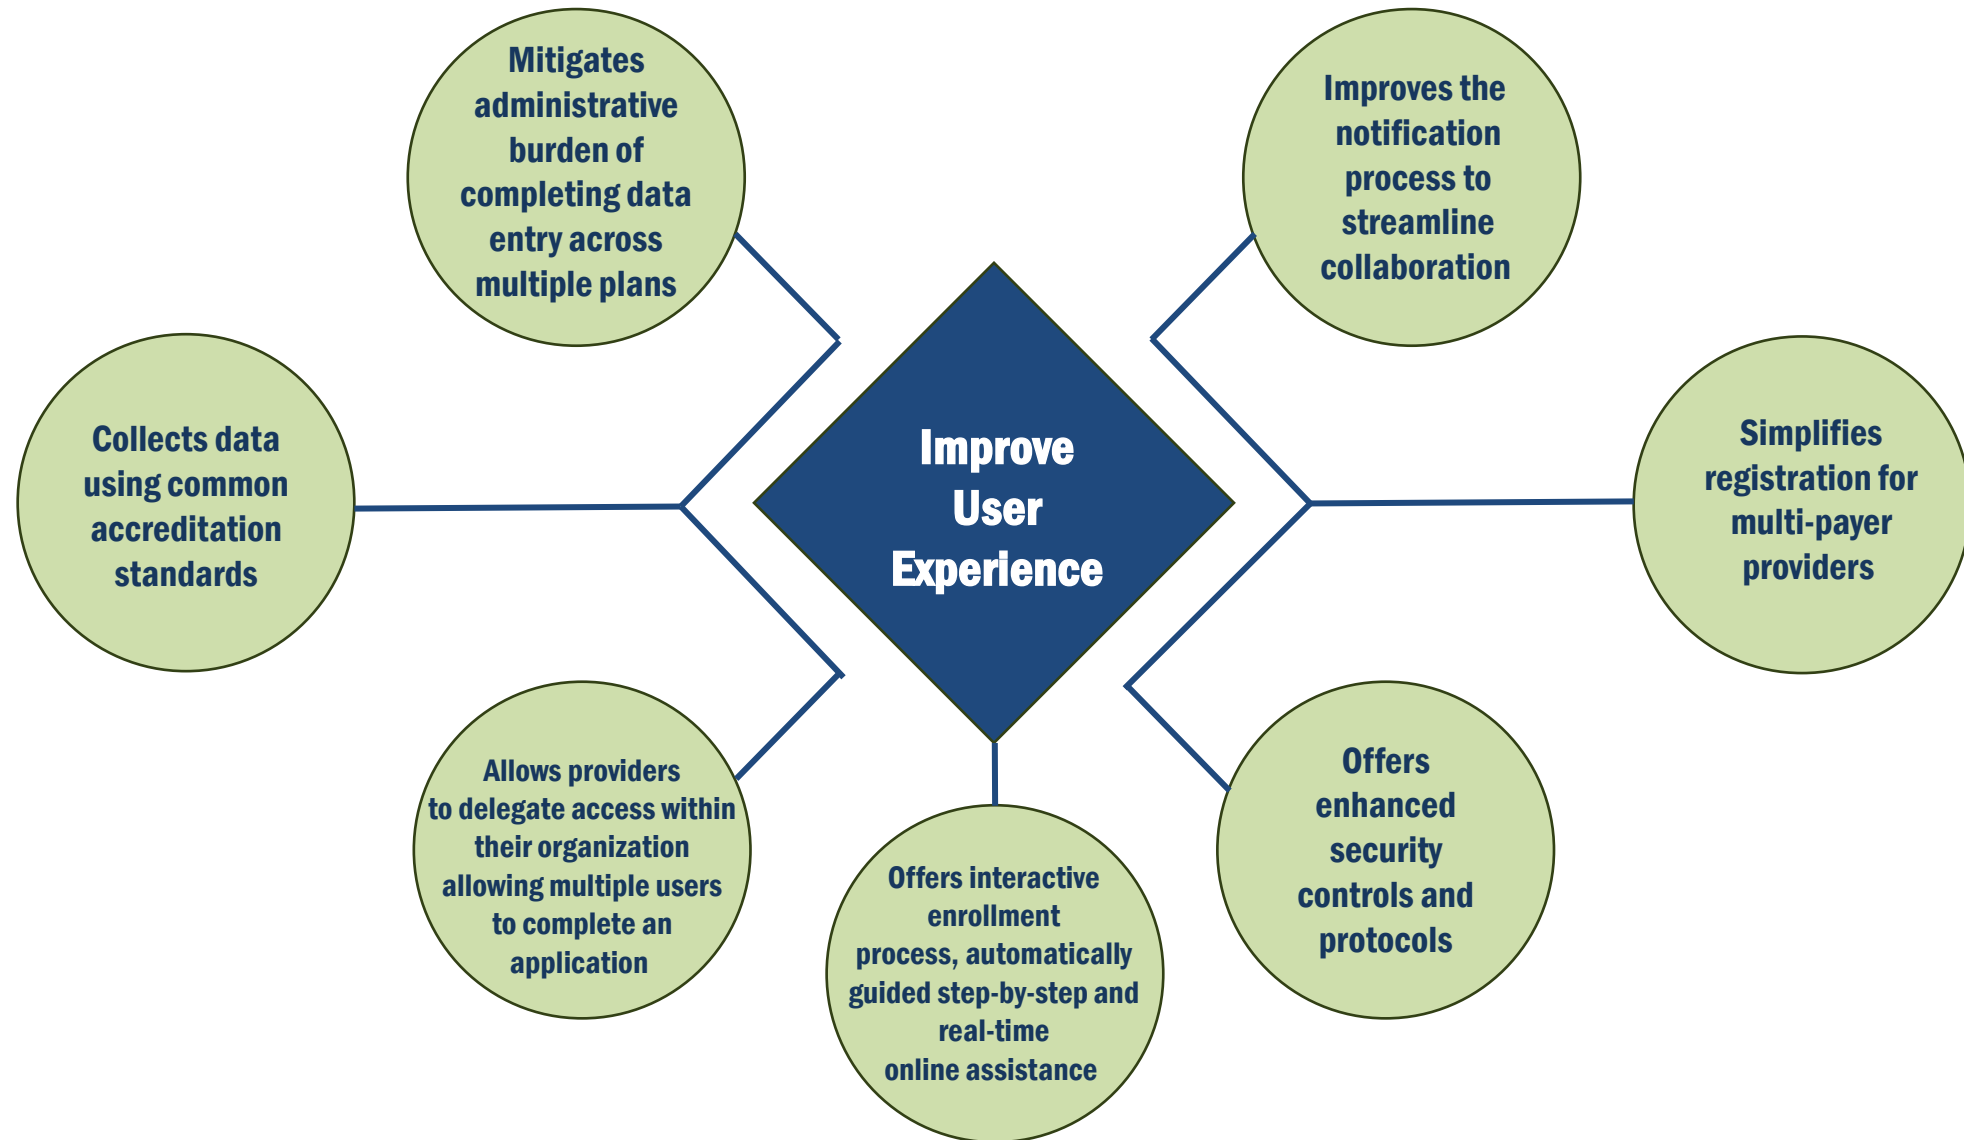 Mitigates
administrative
burden of
completing data
entry across
multiple plans
Improves the
notification
process to
streamline
collaboration
Collects data
using common
accreditation
standards
Improve
User
Experience
Simplifies
registration for
multi-payer
providers
Allows providers
to delegate access within
their organization
allowing multiple users
to complete an
application
Offers interactive
enrollment
process, automatically
guided step-by-step and
real-time
online assistance
Offers
enhanced
security
controls and
protocols